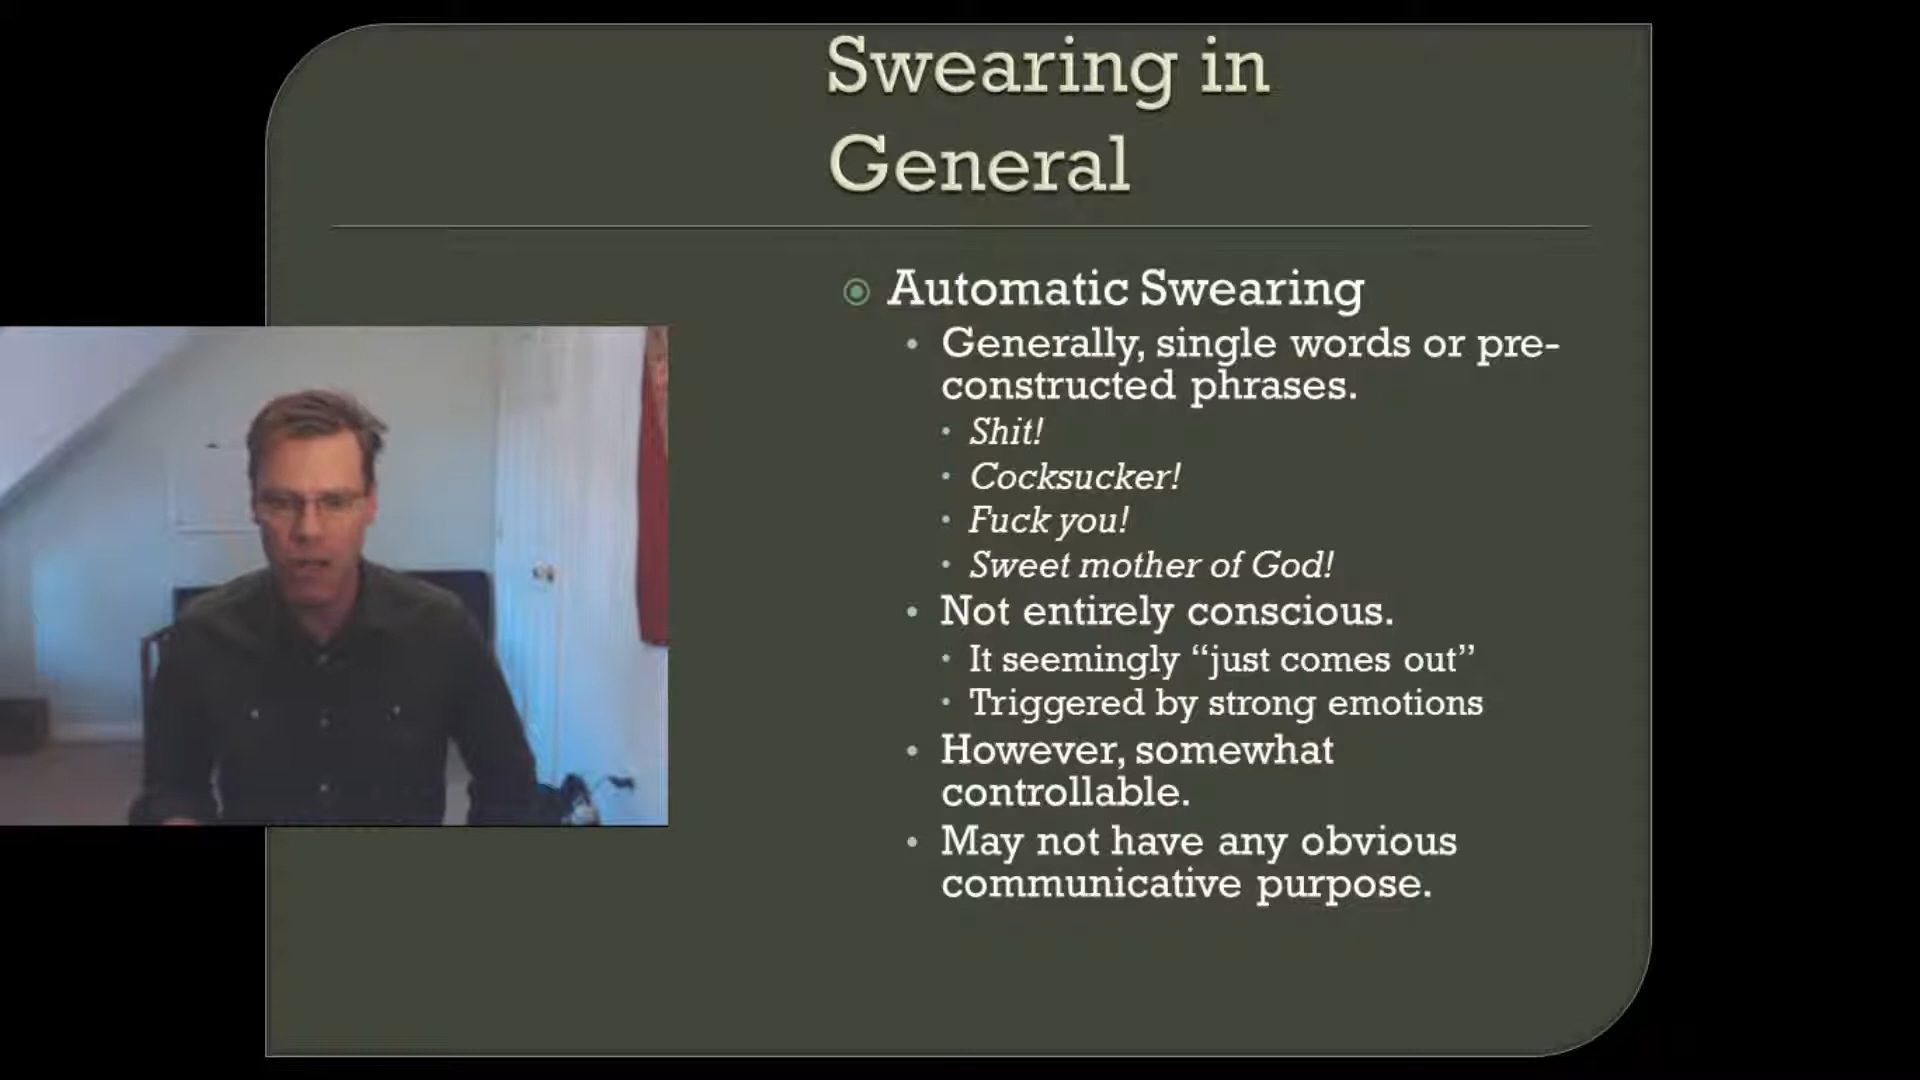 Swearing in
General
Automatic Swearing
Generally, single words or pre-
constructed phrases.
Shit!
Cocksucker!
Fuck you!
Sweet mother of God!
Not entirely conscious.
It seemingly “just comes out”
Triggered by strong emotions
However, somewhat
controllable.
May not have any obvious
communicative purpose.